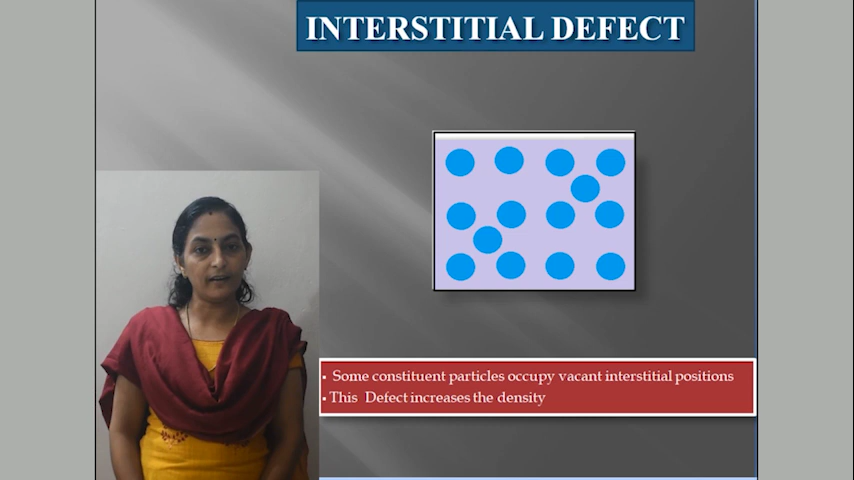 INTERSTITIAL DEFECT
▪ Some constituent particles occupy vacant interstitial positions
▪ This Defect increases the density